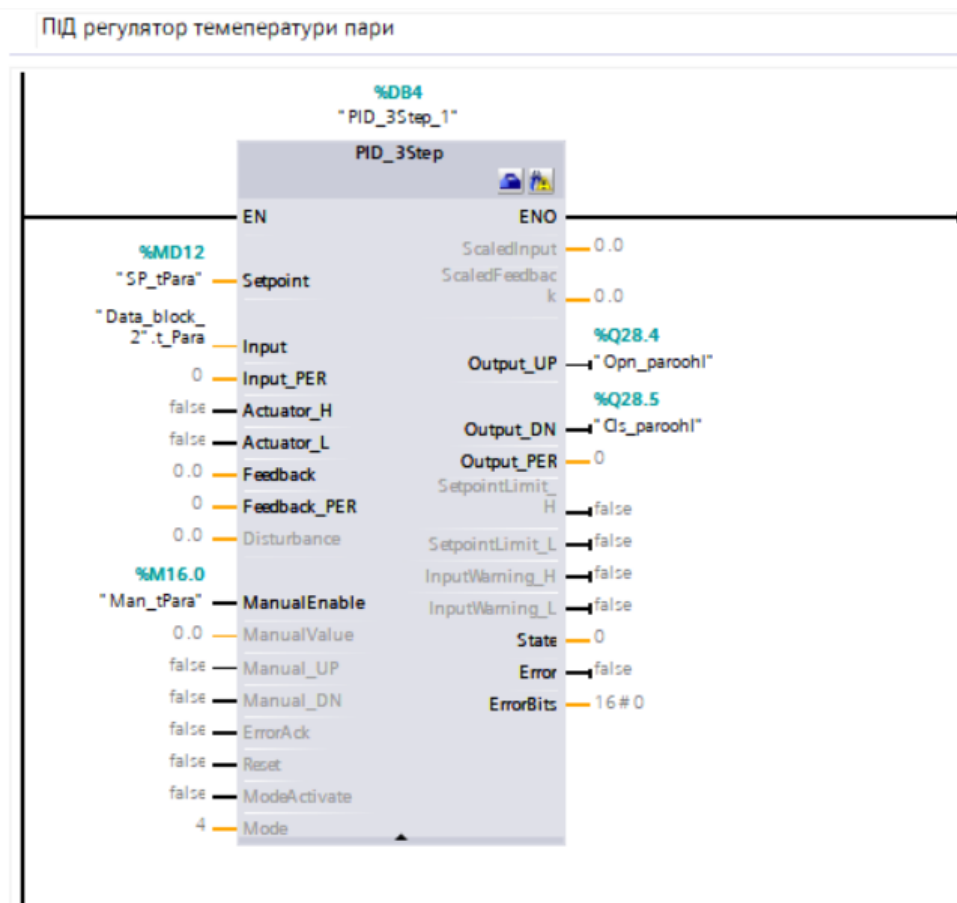 ПІД регулятор темеператури пари
%DB4
"PID_3Step_1"
PID_3Step
EN
ENO
%MD12
"SP_tPara"
Setpoint
ScaledInput
0.0
ScaledFeedbac
k
0.0
"Data_block_
2".t_Para
Input
%Q28.4
Output_UP
"Opn_paroohl"
0
Input_PER
%Q28.5
false
Actuator_H
Output_DN
"Cls_paroohl"
false
Actuator_L
Output_PER
0
0.0
Feedback
SetpointLimit_
H
false
0
Feedback_PER
0.0
Disturbance
SetpointLimit_L
false
%M16.0
InputWarning_H
false
"Man_tPara"
ManualEnable
InputWarning_L
false
0.0
ManualValue
State
0
false
Manual_UP
Error
false
false
Manual_DN
ErrorBits
16#0
false
ErrorAck
false
Reset
false
ModeActivate
4
Mode